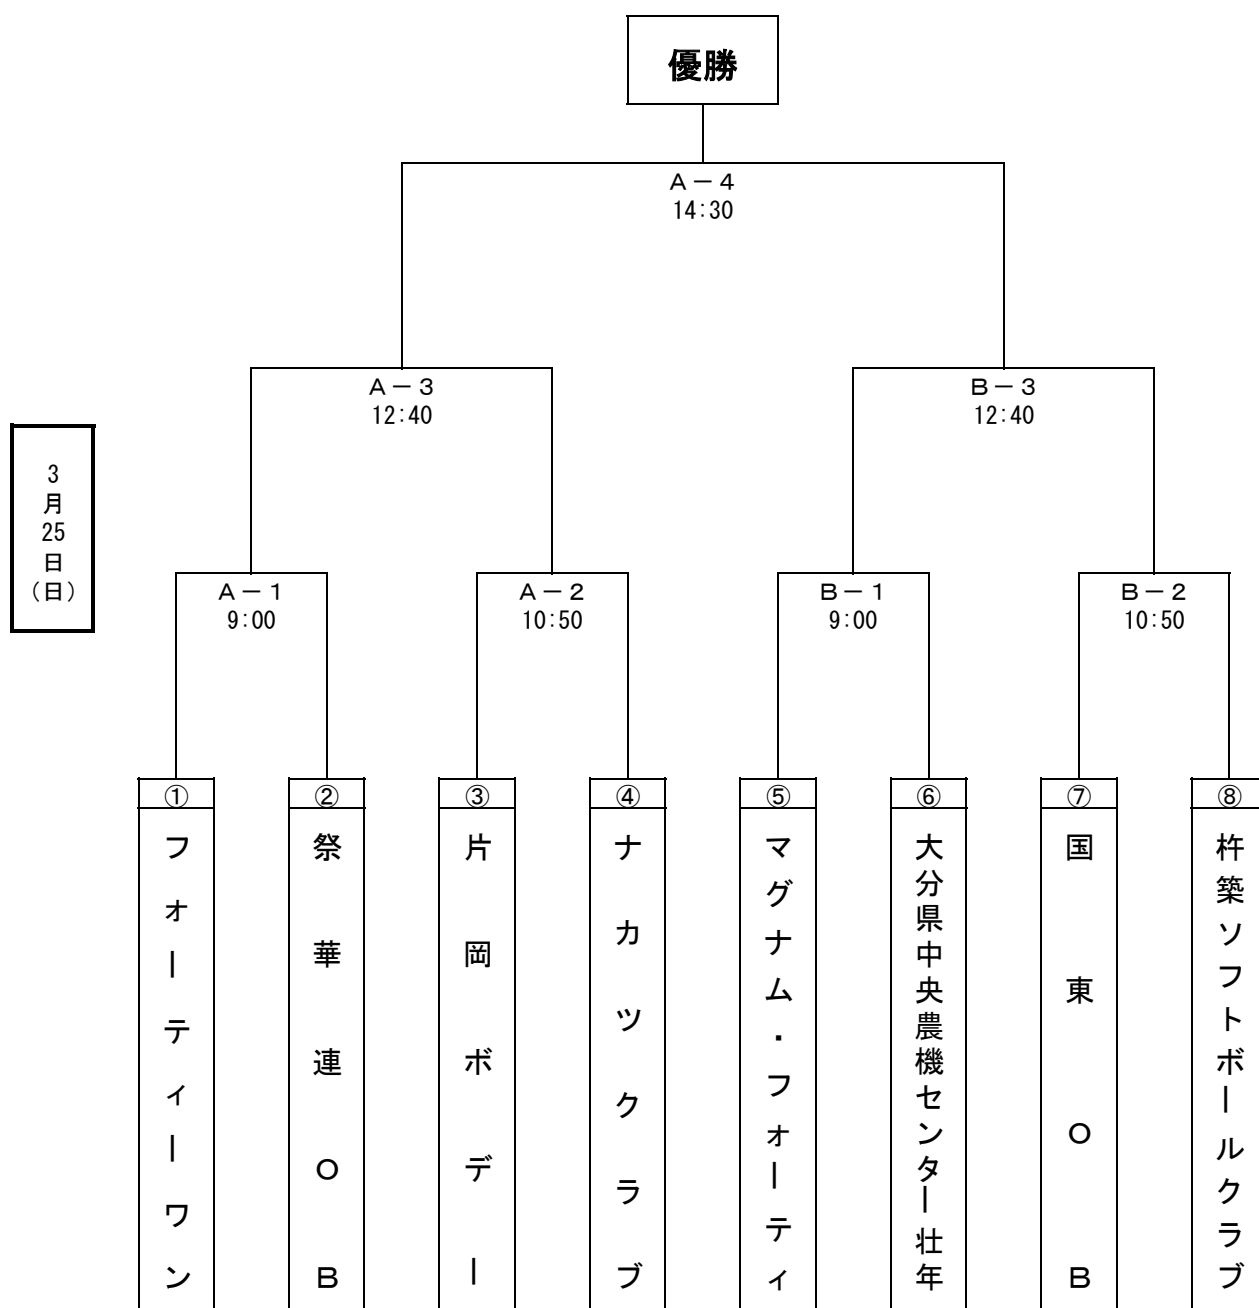 優勝
A－4
14:30
A－3
12:40
B－3
12:40
3
月
25
日
(日)
A－1
9:00
A－2
10:50
B－1
9:00
B－2
10:50
①
②
③
④
⑤
⑥
⑦
⑧
フォーティーワン
祭華連OB
片岡ボデー
ナカツクラブ
マグナム・フォーティ
大分県中央農機センター壮年
国東OB
杵築ソフトボールクラブ